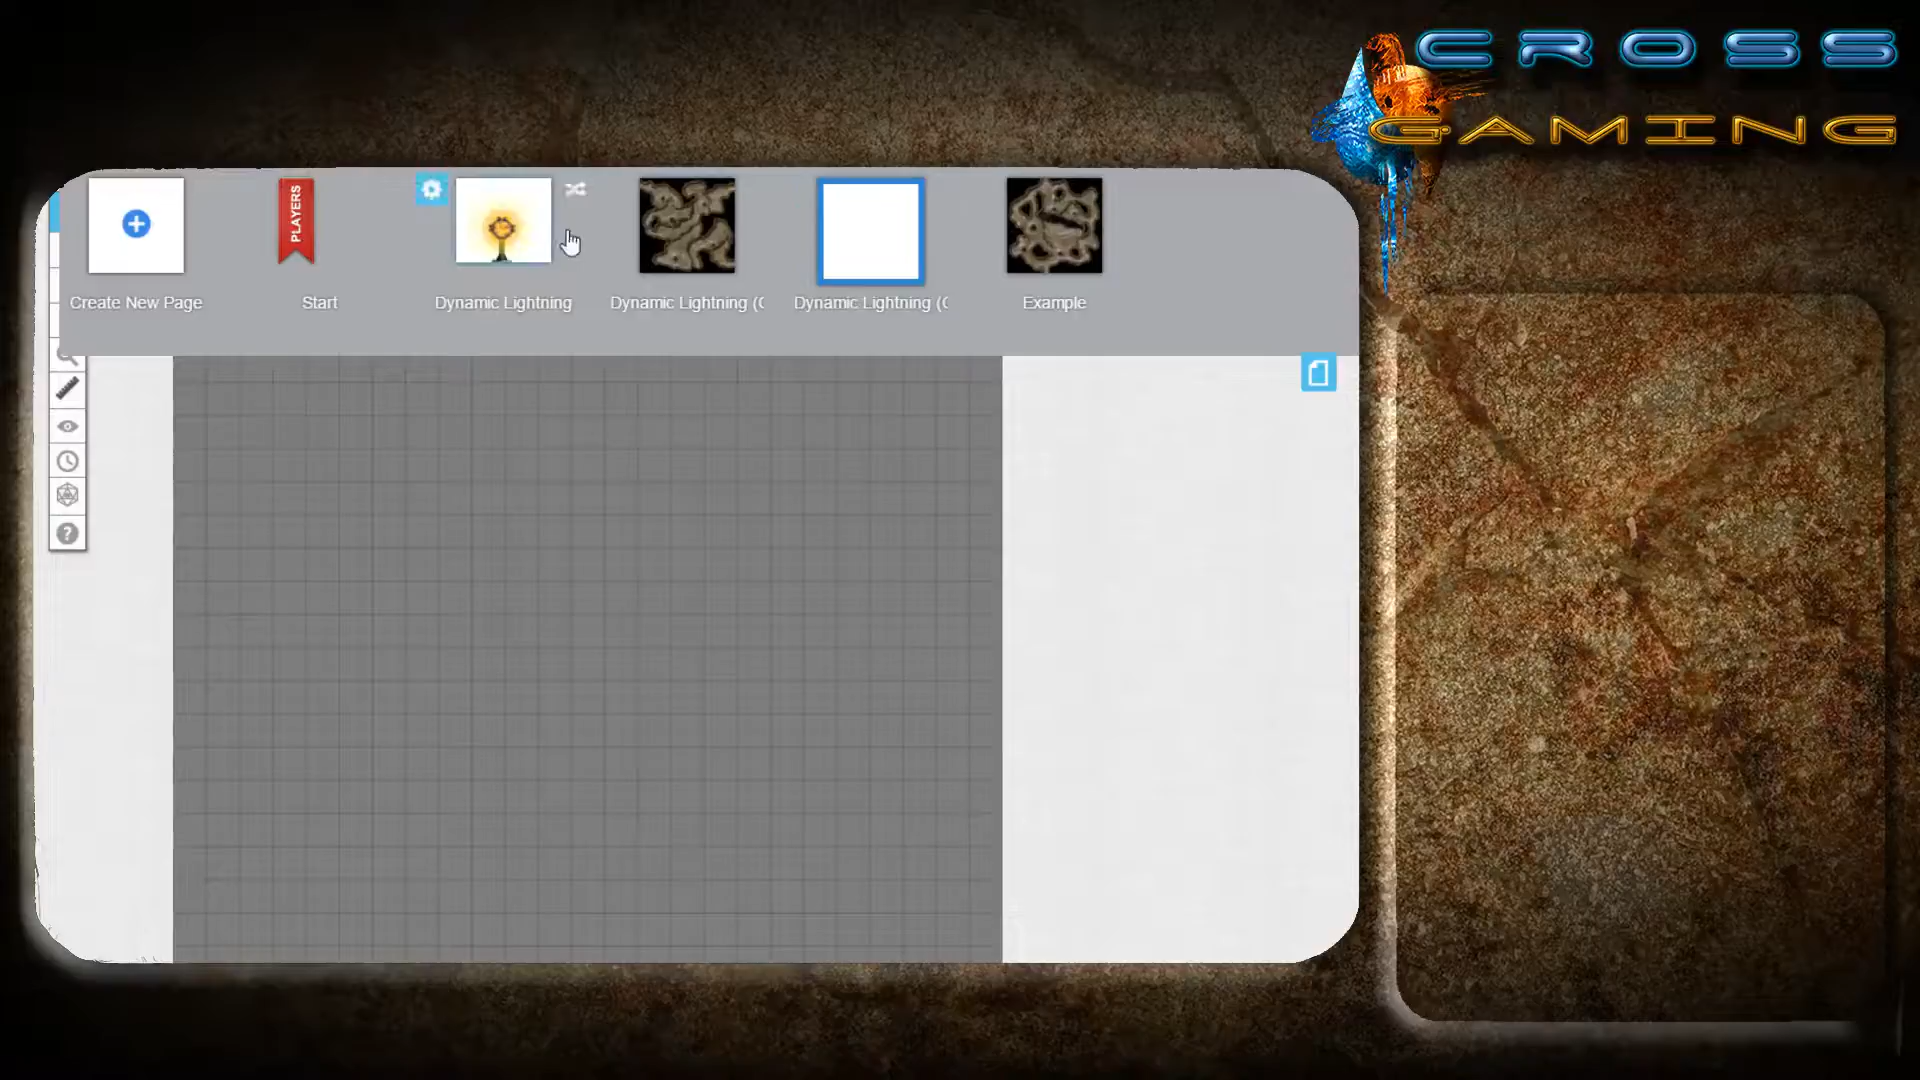 CROSS
GAMING
PLAYERS
Create New Page
Start
Dynamic Lightning
Dynamic Lightning ((
Dynamic Lightning ((
Example
?